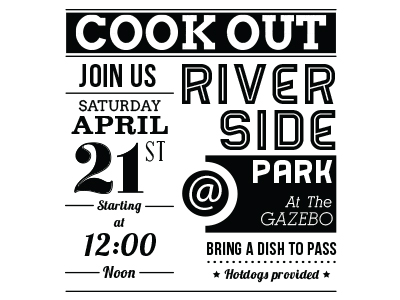 COOK OUT
JOIN US
SATURDAY
APRIL
21ST
Starting
at
12:00
Noon
RIVER
SIDE
@ PARK
At The
GAZEBO
BRING A DISH TO PASS
★ Hotdogs provided ★